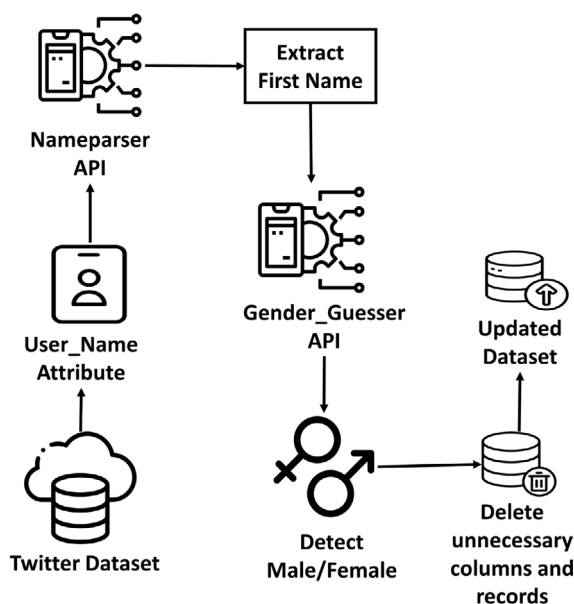 Extract
First Name
Nameparser
API
User_Name
Attribute
Twitter Dataset
Gender_Guesser
API
Detect
Male/Female
Updated
Dataset
Delete
unnecessary
columns and
records